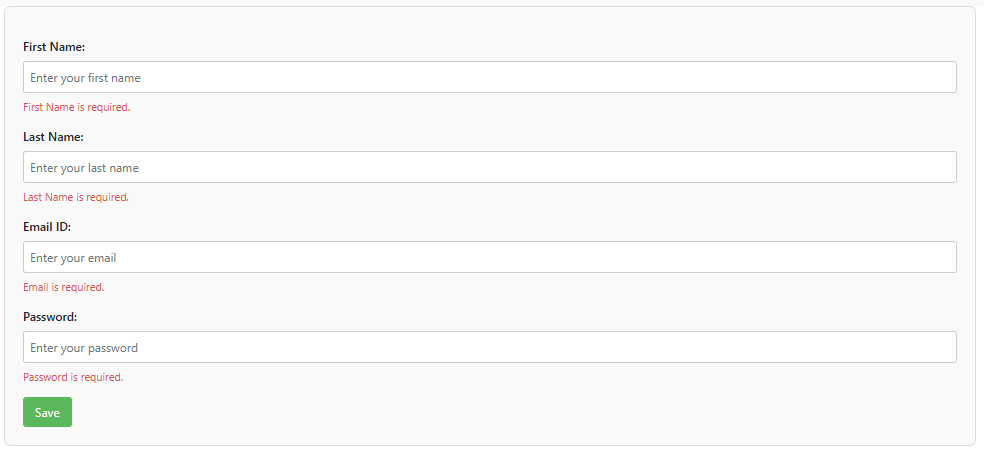 First Name:
Enter your first name
First Name is required.
Last Name:
Enter your last name
Last Name is required.
Email ID:
Enter your email
Email is required.
Password:
Enter your password
Password is required.
Save